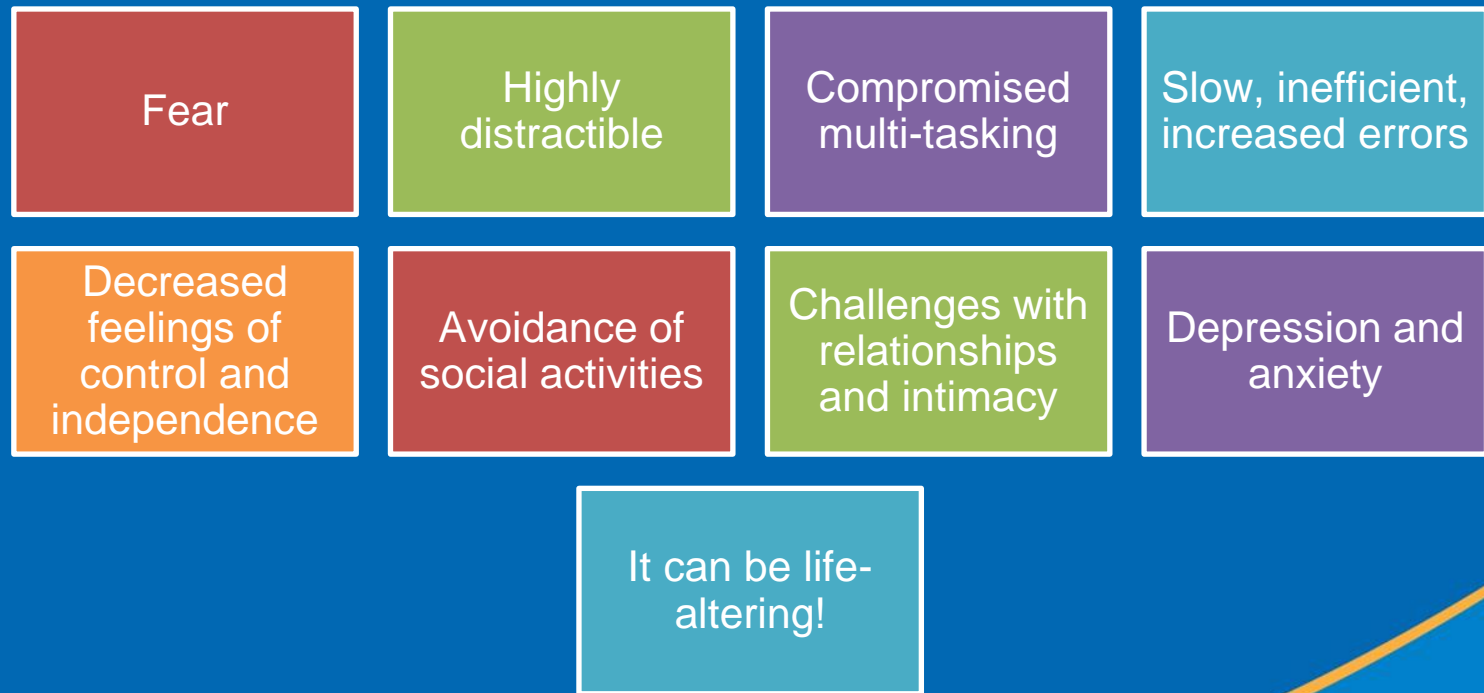 Fear
Highly
distractible
Compromised
multi-tasking
Slow, inefficient,
increased errors
Decreased
feelings of
control and
independence
Avoidance of
social activities
Challenges with
relationships
and intimacy
Depression and
anxiety
It can be life-
altering!